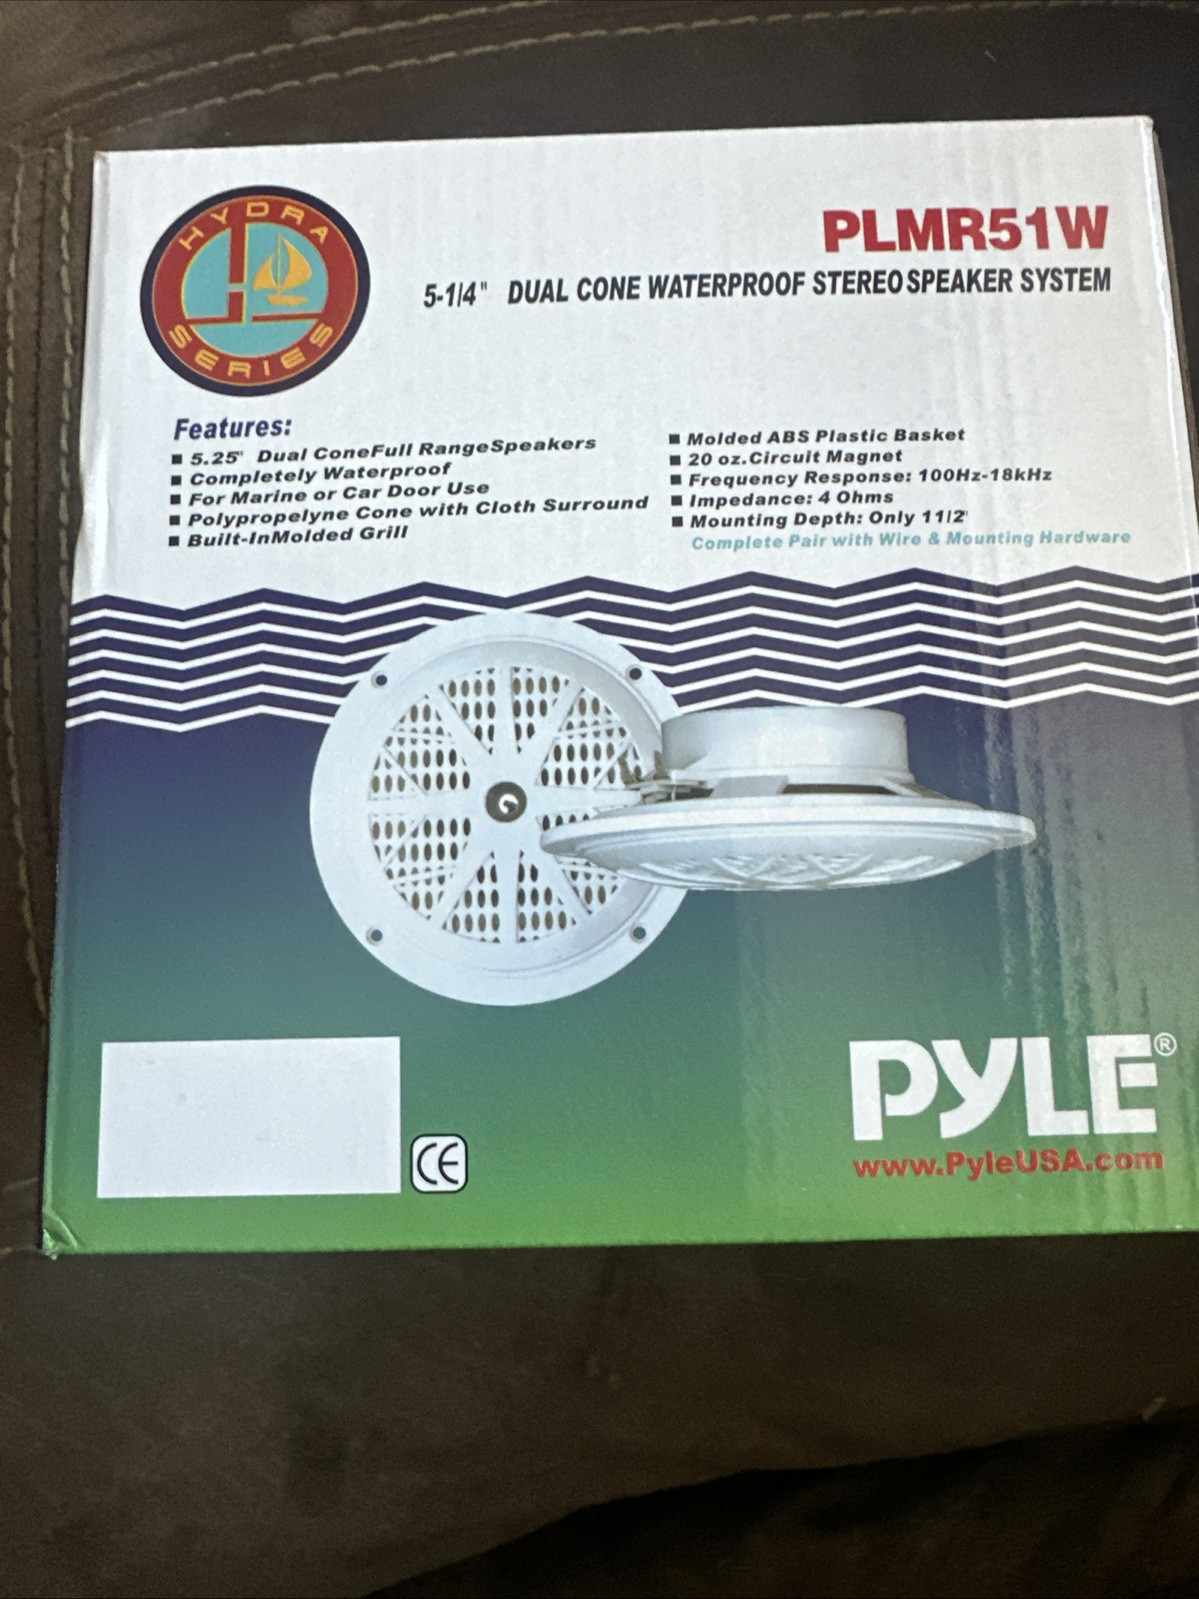 HYDRA
SERIES
PLMR51W
5-1/4" DUAL CONE WATERPROOF STEREO SPEAKER SYSTEM
Features:
■ 5.25" Dual ConeFull RangeSpeakers
■ Completely Waterproof
■ For Marine or Car Door Use
■ Polypropelyne Cone with Cloth Surround
■ Built-InMolded Grill
■ Molded ABS Plastic Basket
■ 20 oz.Circuit Magnet
■ Frequency Response: 100Hz-18kHz
■ Impedance: 4 Ohms
■ Mounting Depth: Only 11/2"
Complete Pair with Wire & Mounting Hardware
CE
PYLE®
www.PyleUSA.com